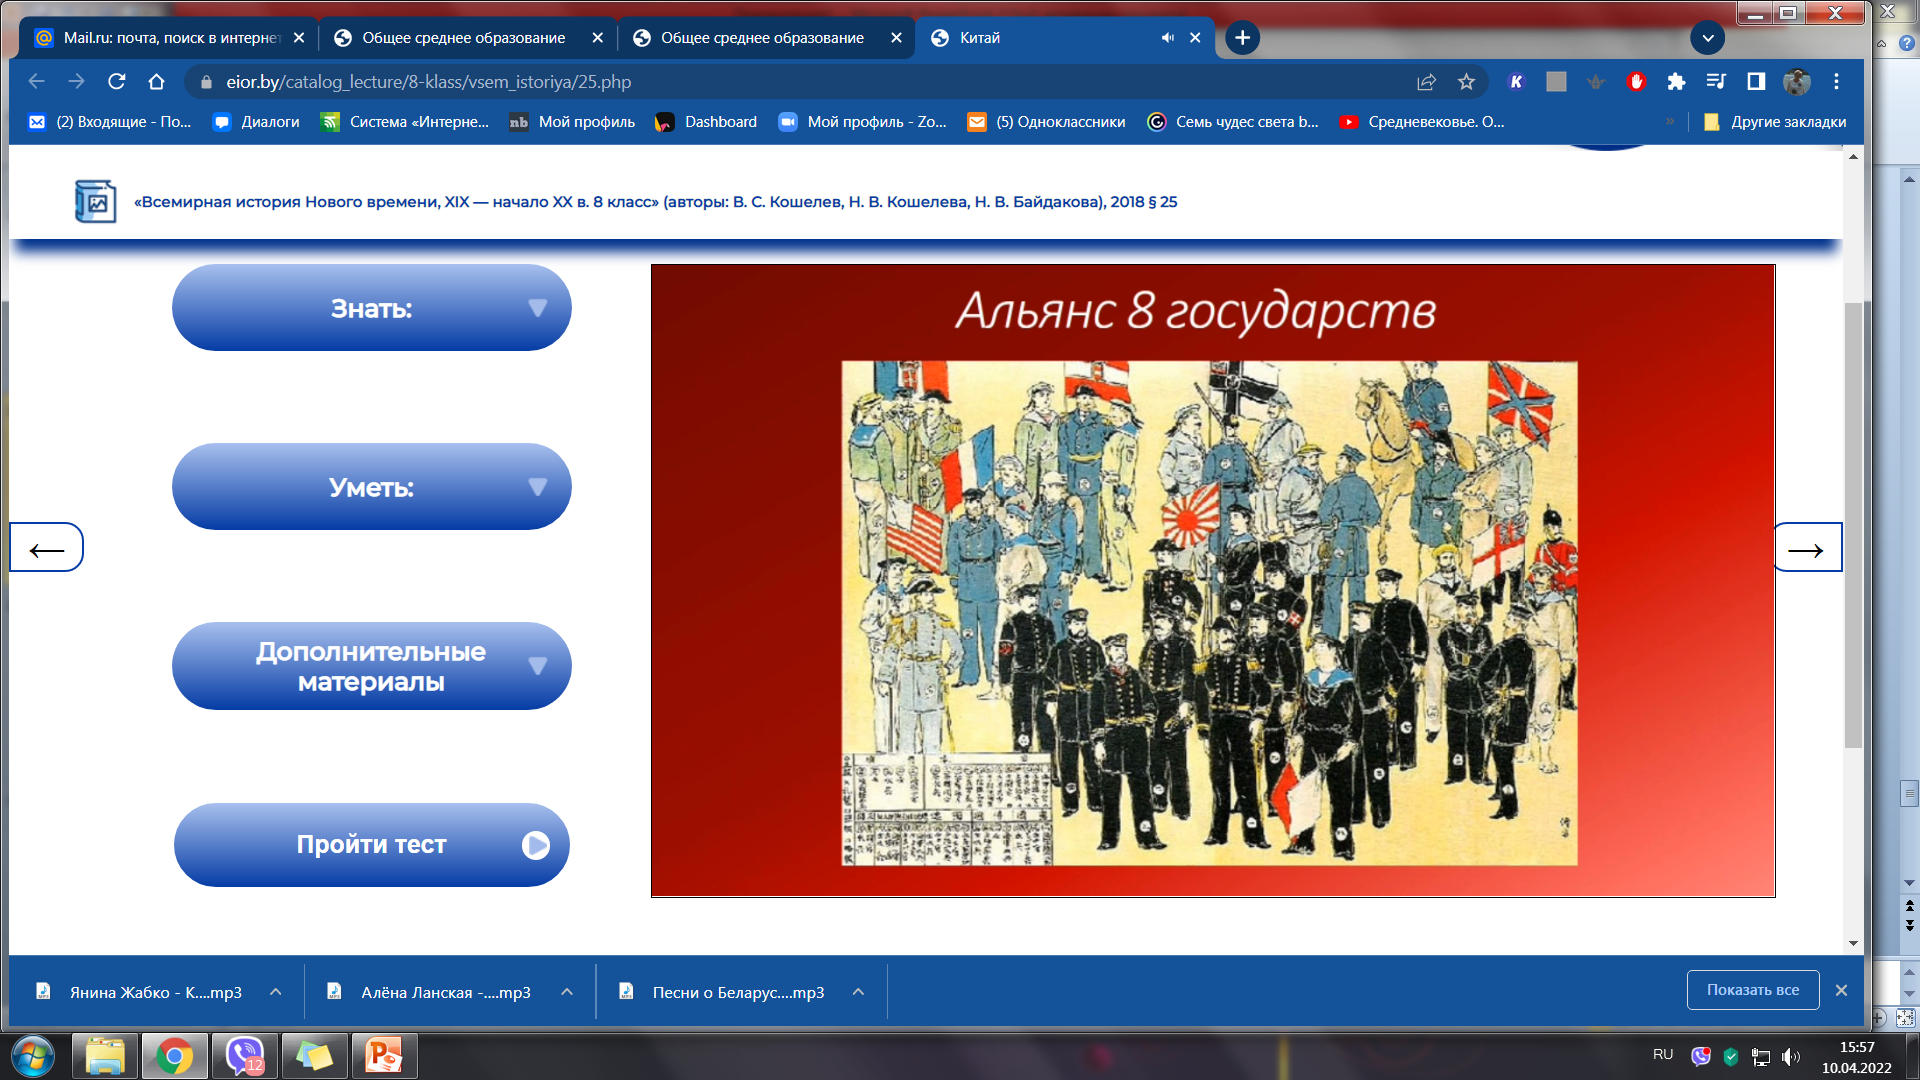 Mail.ru: почта, поиск в интернет
Общее среднее образование
Общее среднее образование
Китай
eior.by/catalog_lecture/8-klass/vsem_istoriya/25.php
(2) Входящие - По...
Диалоги
Система «Интерне...
Мой профиль
Dashboard
Мой профиль - Zo...
(5) Одноклассники
Семь чудес света b...
Средневековье. О...
Другие закладки
«Всемирная история Нового времени, XIX — начало XX в. 8 класс» (авторы: В. С. Кошелев, Н. В. Кошелева, Н. В. Байдакова), 2018 § 25
Знать:
Уметь:
Дополнительные
материалы
Пройти тест
Альянс 8 государств
Янина Жабко - К....mp3
Алёна Ланская -....mp3
Песни о Беларус....mp3
Показать все
12
RU
15:57
10.04.2022